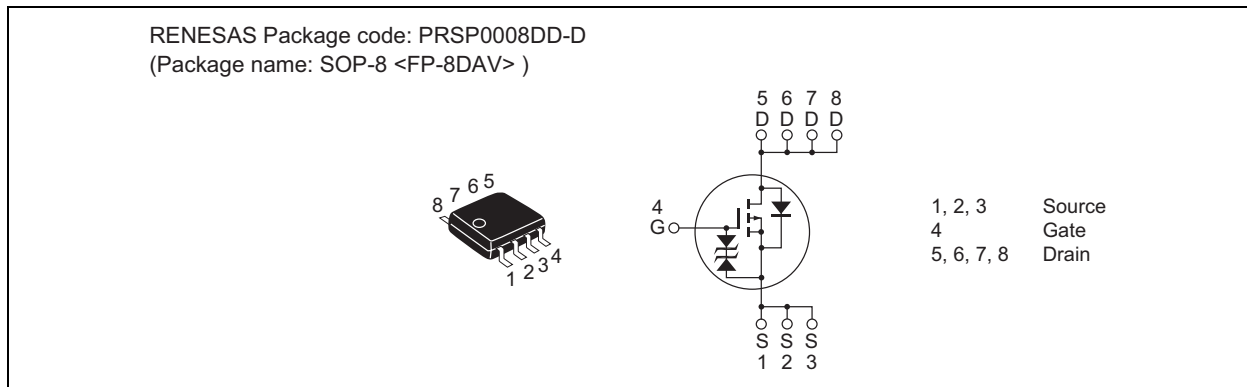 RENESAS Package code: PRSP0008DD-D
(Package name: SOP-8 <FP-8DAV> )
5 6 7 8
D D D D
8 7 6 5
1 2 3 4
4
G
S S S
1 2 3
1, 2, 3 Source
4 Gate
5, 6, 7, 8 Drain